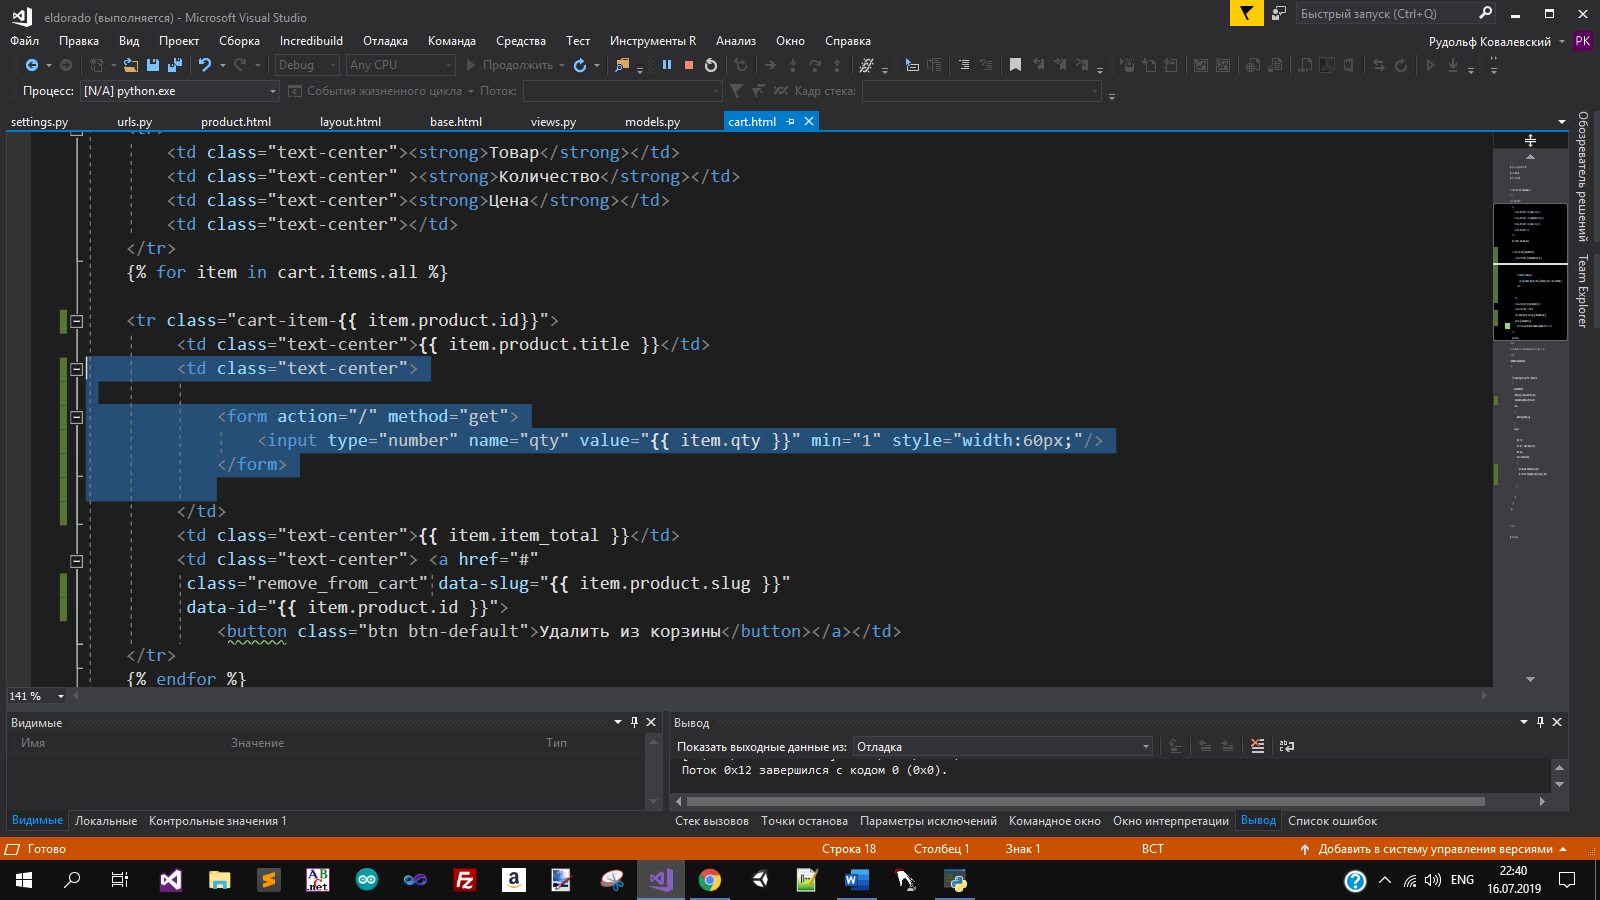 eldorado (выполняется) - Microsoft Visual Studio
Быстрый запуск (Ctrl+Q)
Файл Правка Вид Проект Сборка Incredibuild Отладка Команда Средства Тест Инструменты R Анализ Окно Справка
Рудольф Ковалевский РК
Debug Any CPU Продолжить
Процесс: [N/A] python.exe События жизненного цикла Поток: Кадр стека:
settings.py urls.py product.html layout.html base.html views.py models.py cart.html
<td class="text-center"><strong>Товар</strong></td>
<td class="text-center" ><strong>Количество</strong></td>
<td class="text-center"><strong>Цена</strong></td>
<td class="text-center"></td>
</tr>
{% for item in cart.items.all %}
<tr class="cart-item-{{ item.product.id}}">
<td class="text-center">{{ item.product.title }}</td>
<td class="text-center">
<form action="/" method="get">
<input type="number" name="qty" value="{{ item.qty }}" min="1" style="width:60px;"/>
</form>
</td>
<td class="text-center">{{ item.item_total }}</td>
<td class="text-center"> <a href="#"
class="remove_from_cart" data-slug="{{ item.product.slug }}"
data-id="{{ item.product.id }}">
<button class="btn btn-default">Удалить из корзины</button></a></td>
</tr>
{% endfor %}
Обозреватель решений
Team Explorer
141 %
Видимые
Имя Значение Тип
Видимые Локальные Контрольные значения 1
Вывод
Показать выходные данные из: Отладка
Поток 0x12 завершился с кодом 0 (0x0).
Стек вызовов Точки останова Параметры исключений Командное окно Окно интерпретации Вывод Список ошибок
Готово Строка 18 Столбец 1 Знак 1 ВСТ Добавить в систему управления версиями
ENG
22:40
16.07.2019